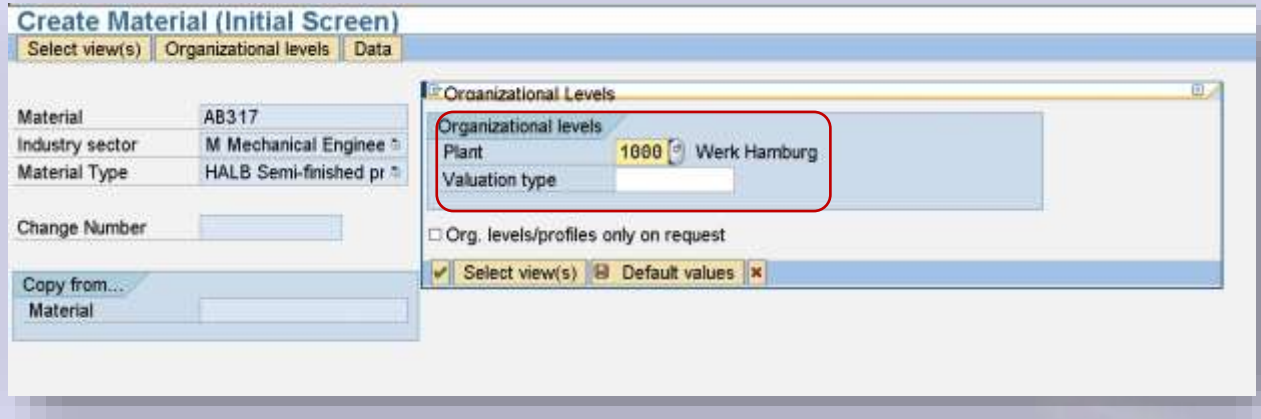 Create Material (Initial Screen)
Select view(s) Organizational levels Data
Material AB317
Industry sector M Mechanical Enginee
Material Type HALB Semi-finished pr
Change Number
Copy from...
Material
Organizational Levels
Organizational levels
Plant 1000 Werk Hamburg
Valuation type
Org. levels/profiles only on request
Select view(s) Default values